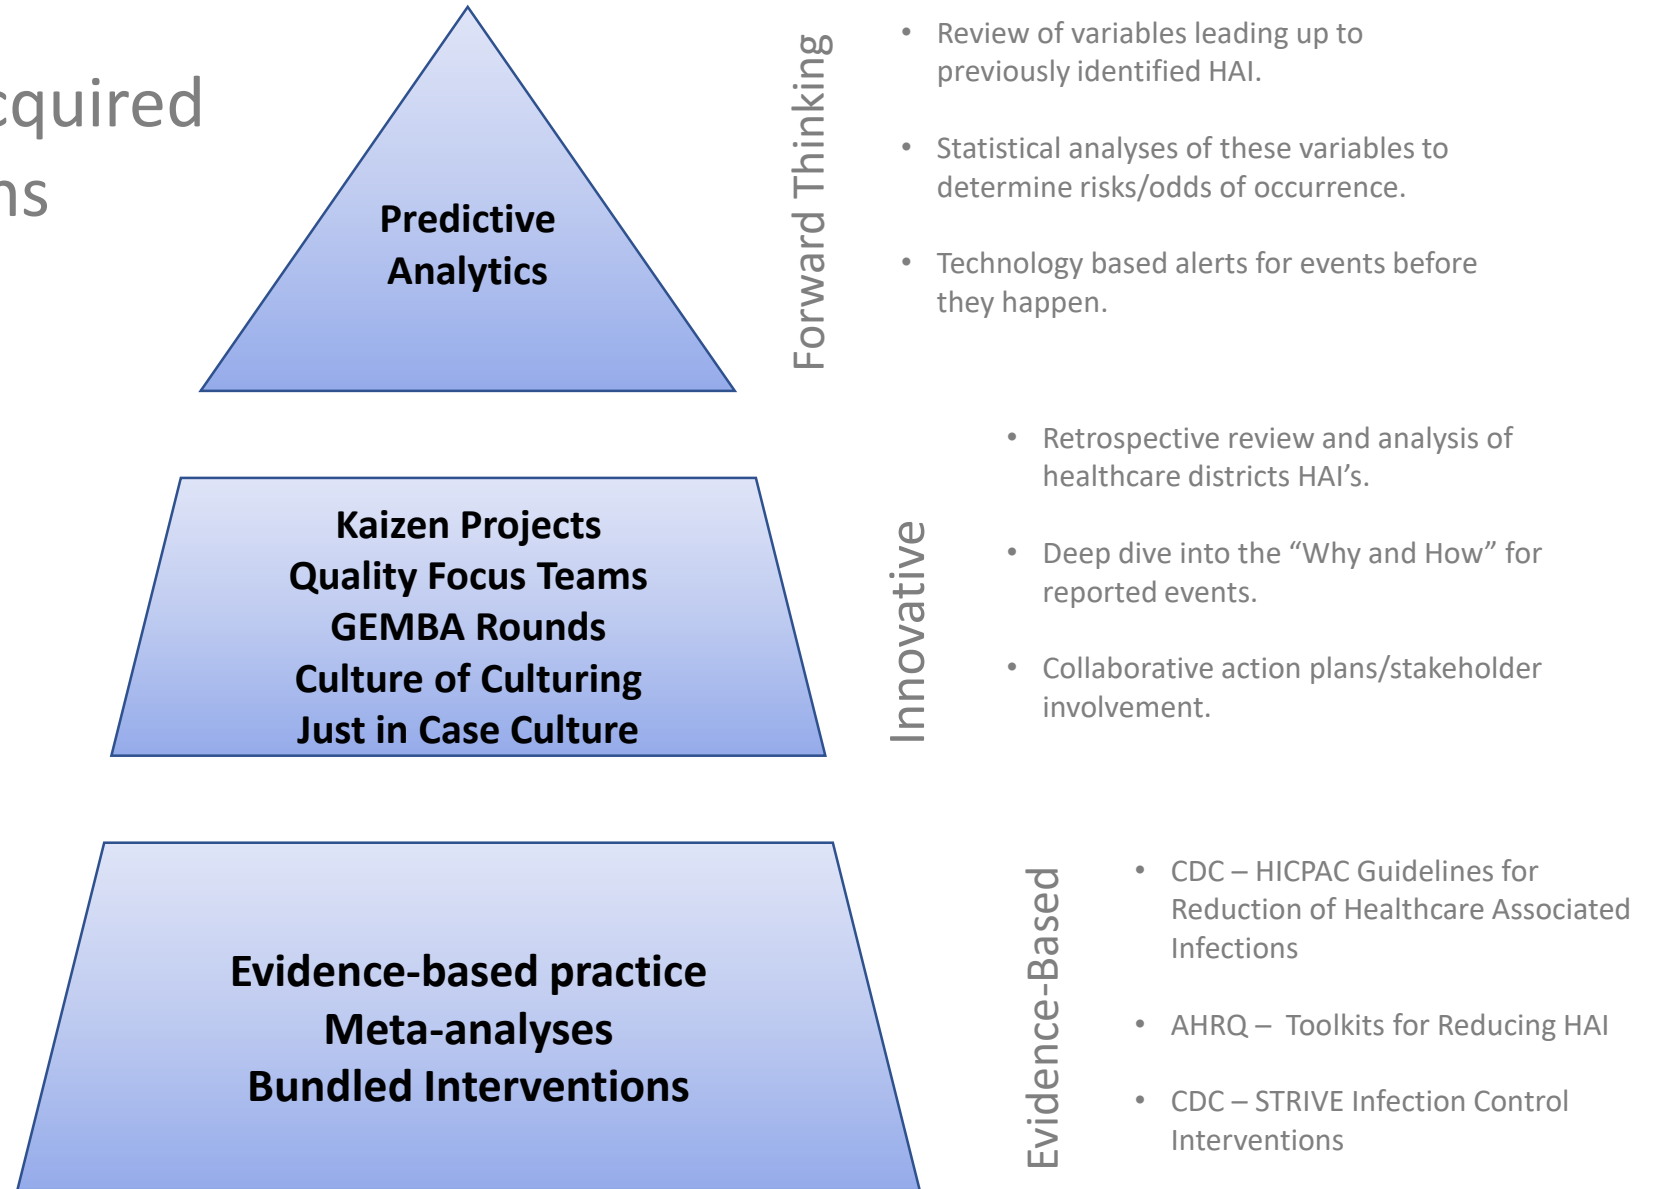 cquired
ns
Predictive
Analytics
Forward Thinking
• Review of variables leading up to
previously identified HAI.
• Statistical analyses of these variables to
determine risks/odds of occurrence.
• Technology based alerts for events before
they happen.
Kaizen Projects
Quality Focus Teams
GEMBA Rounds
Culture of Culturing
Just in Case Culture
Innovative
• Retrospective review and analysis of
healthcare districts HAI’s.
• Deep dive into the “Why and How” for
reported events.
• Collaborative action plans/stakeholder
involvement.
Evidence-based practice
Meta-analyses
Bundled Interventions
Evidence-Based
• CDC – HICPAC Guidelines for
Reduction of Healthcare Associated
Infections
• AHRQ – Toolkits for Reducing HAI
• CDC – STRIVE Infection Control
Interventions